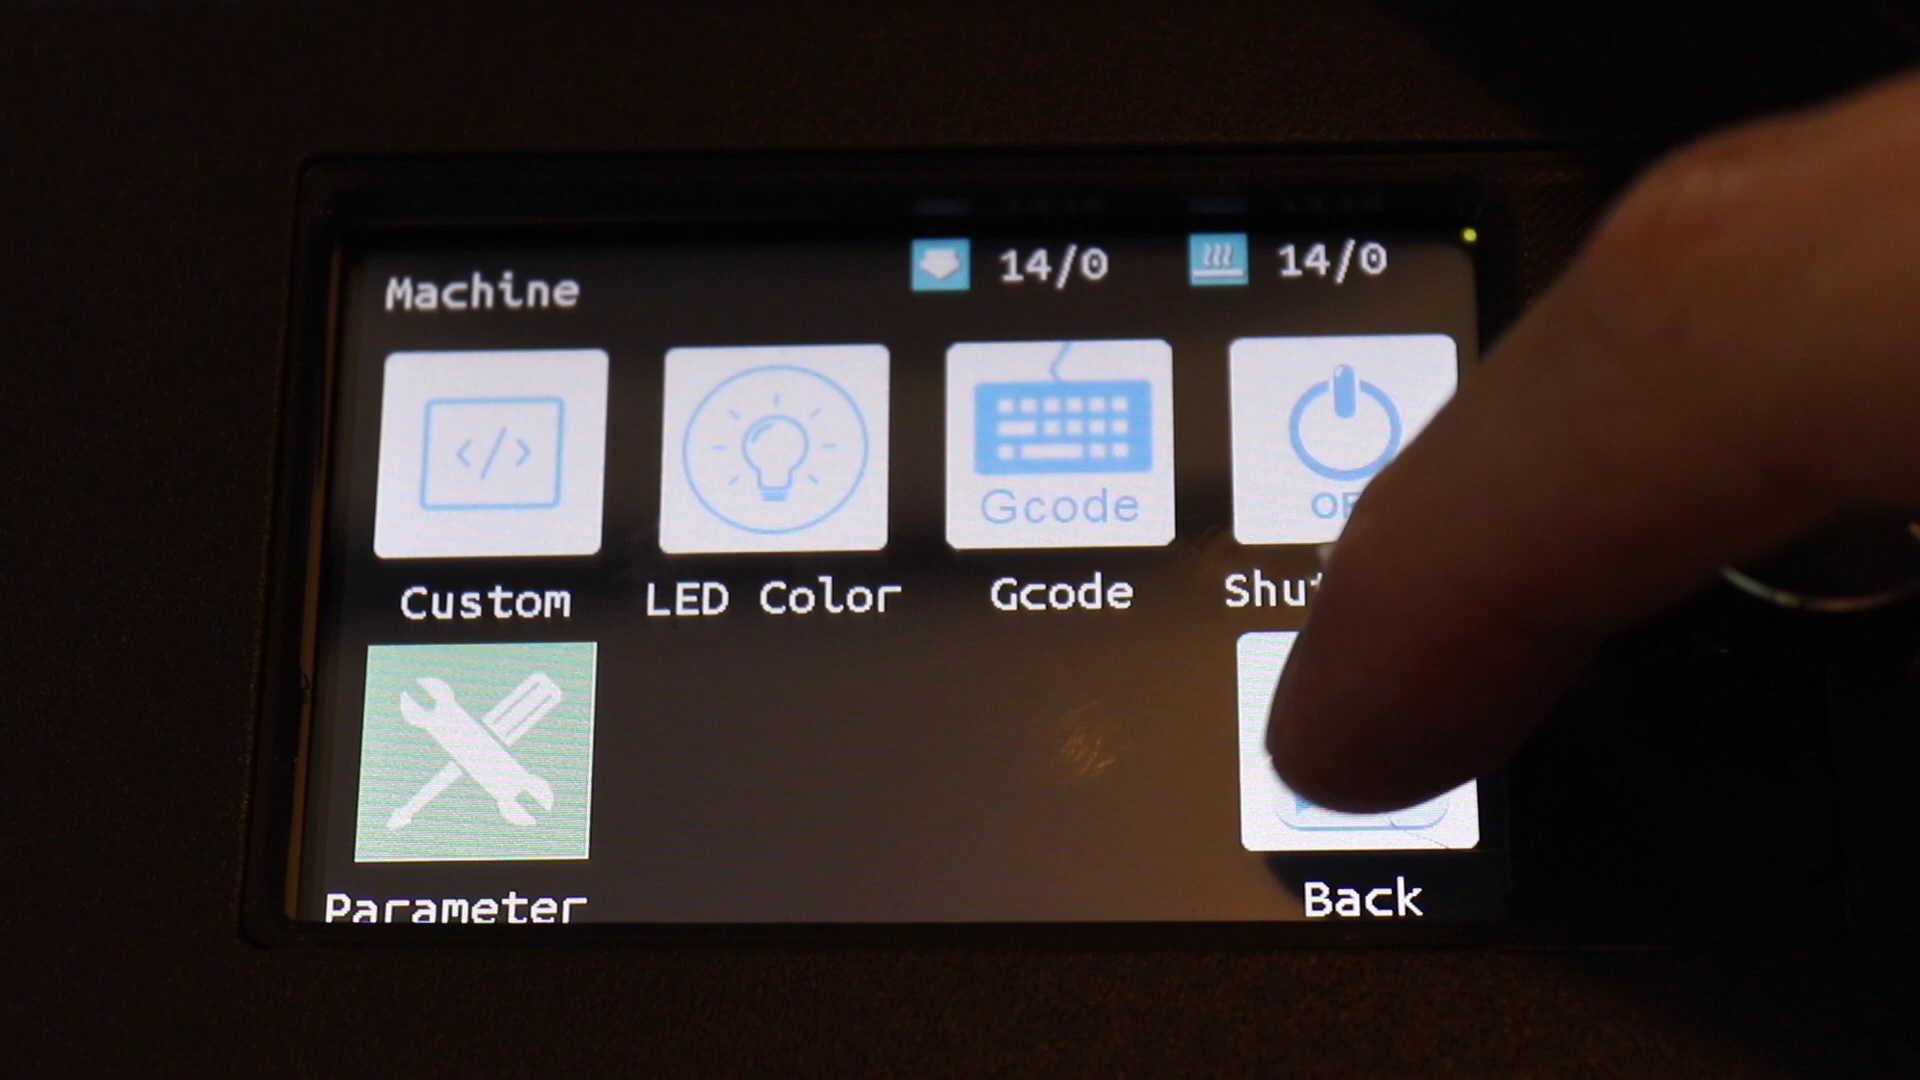 Machine
14/0
14/0
</>
Gcode
Custom
LED Color
Gcode
Parameter
Back